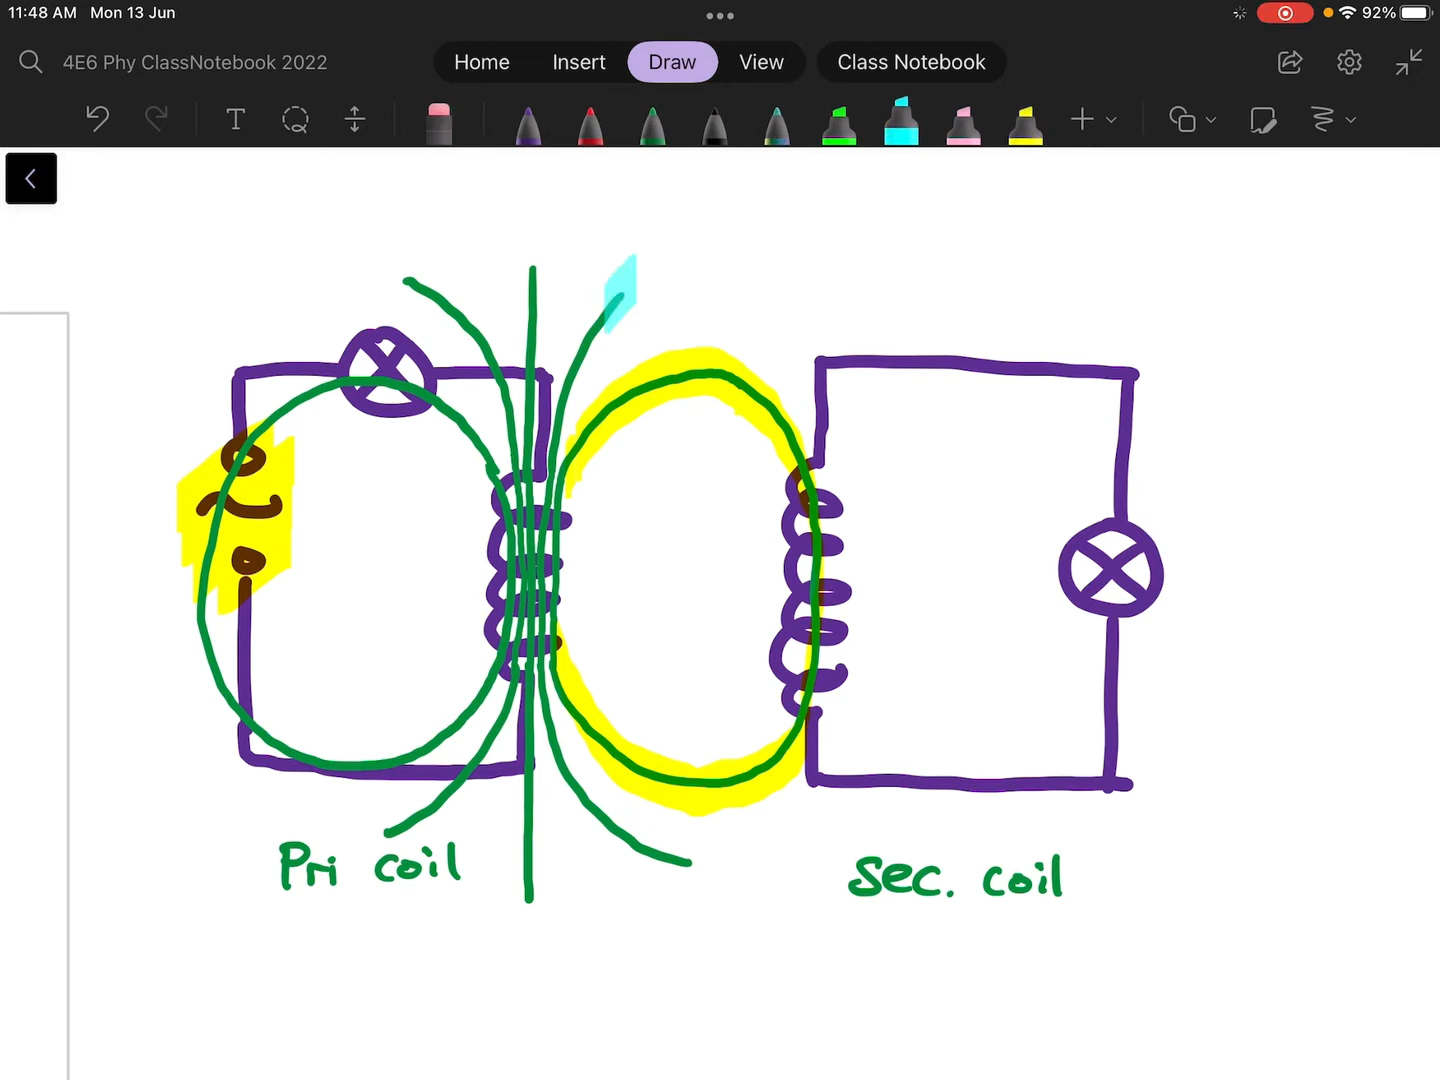 11:48 AM Mon 13 Jun
92%
4E6 Phy ClassNotebook 2022
Home Insert Draw View Class Notebook
T
Pri coil
Sec. coil